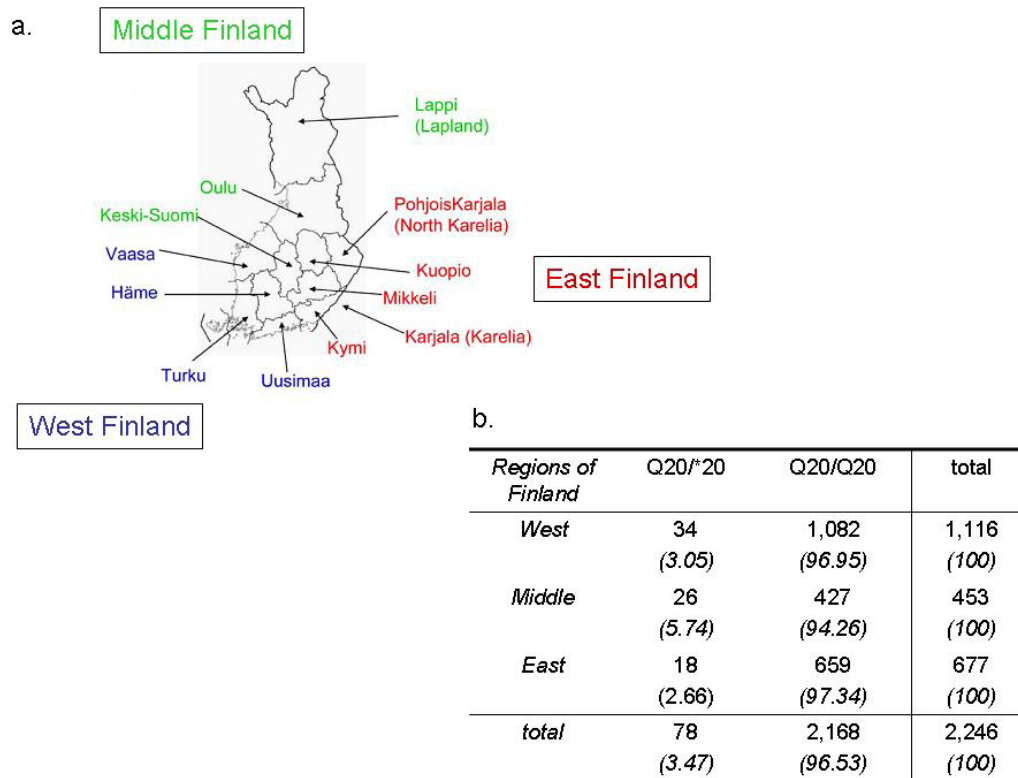 a.
Middle Finland
Lappi
(Lapland)
Oulu
PohjoisKarjala
(North Karelia)
Keski-Suomi
Vaasa
Kuopio
East Finland
Häme
Mikkeli
Karjala (Karelia)
Kymi
Turku
Uusimaa
West Finland
b.
Regions of Finland Q20/*20 Q20/Q20 total
West 34 1,082 1,116
(3.05) (96.95) (100)
Middle 26 427 453
(5.74) (94.26) (100)
East 18 659 677
(2.66) (97.34) (100)
total 78 2,168 2,246
(3.47) (96.53) (100)